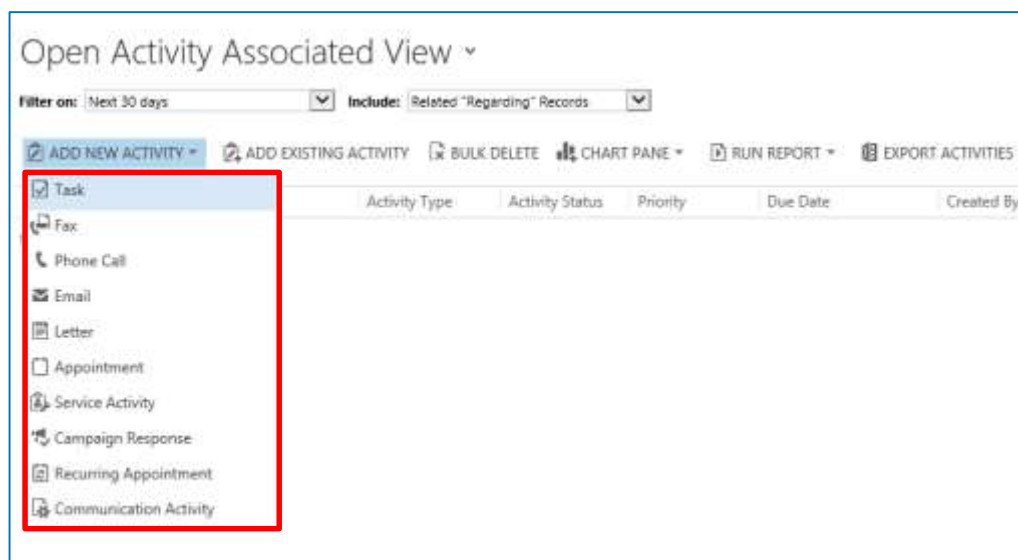 Open Activity Associated View
Filter on: Next 30 days Include: Related "Regarding" Records
ADD NEW ACTIVITY ADD EXISTING ACTIVITY BULK DELETE CHART PANE RUN REPORT EXPORT ACTIVITIES
Task
Activity Type Activity Status Priority Due Date Created By
Fax
Phone Call
Email
Letter
Appointment
Service Activity
Campaign Response
Recurring Appointment
Communication Activity